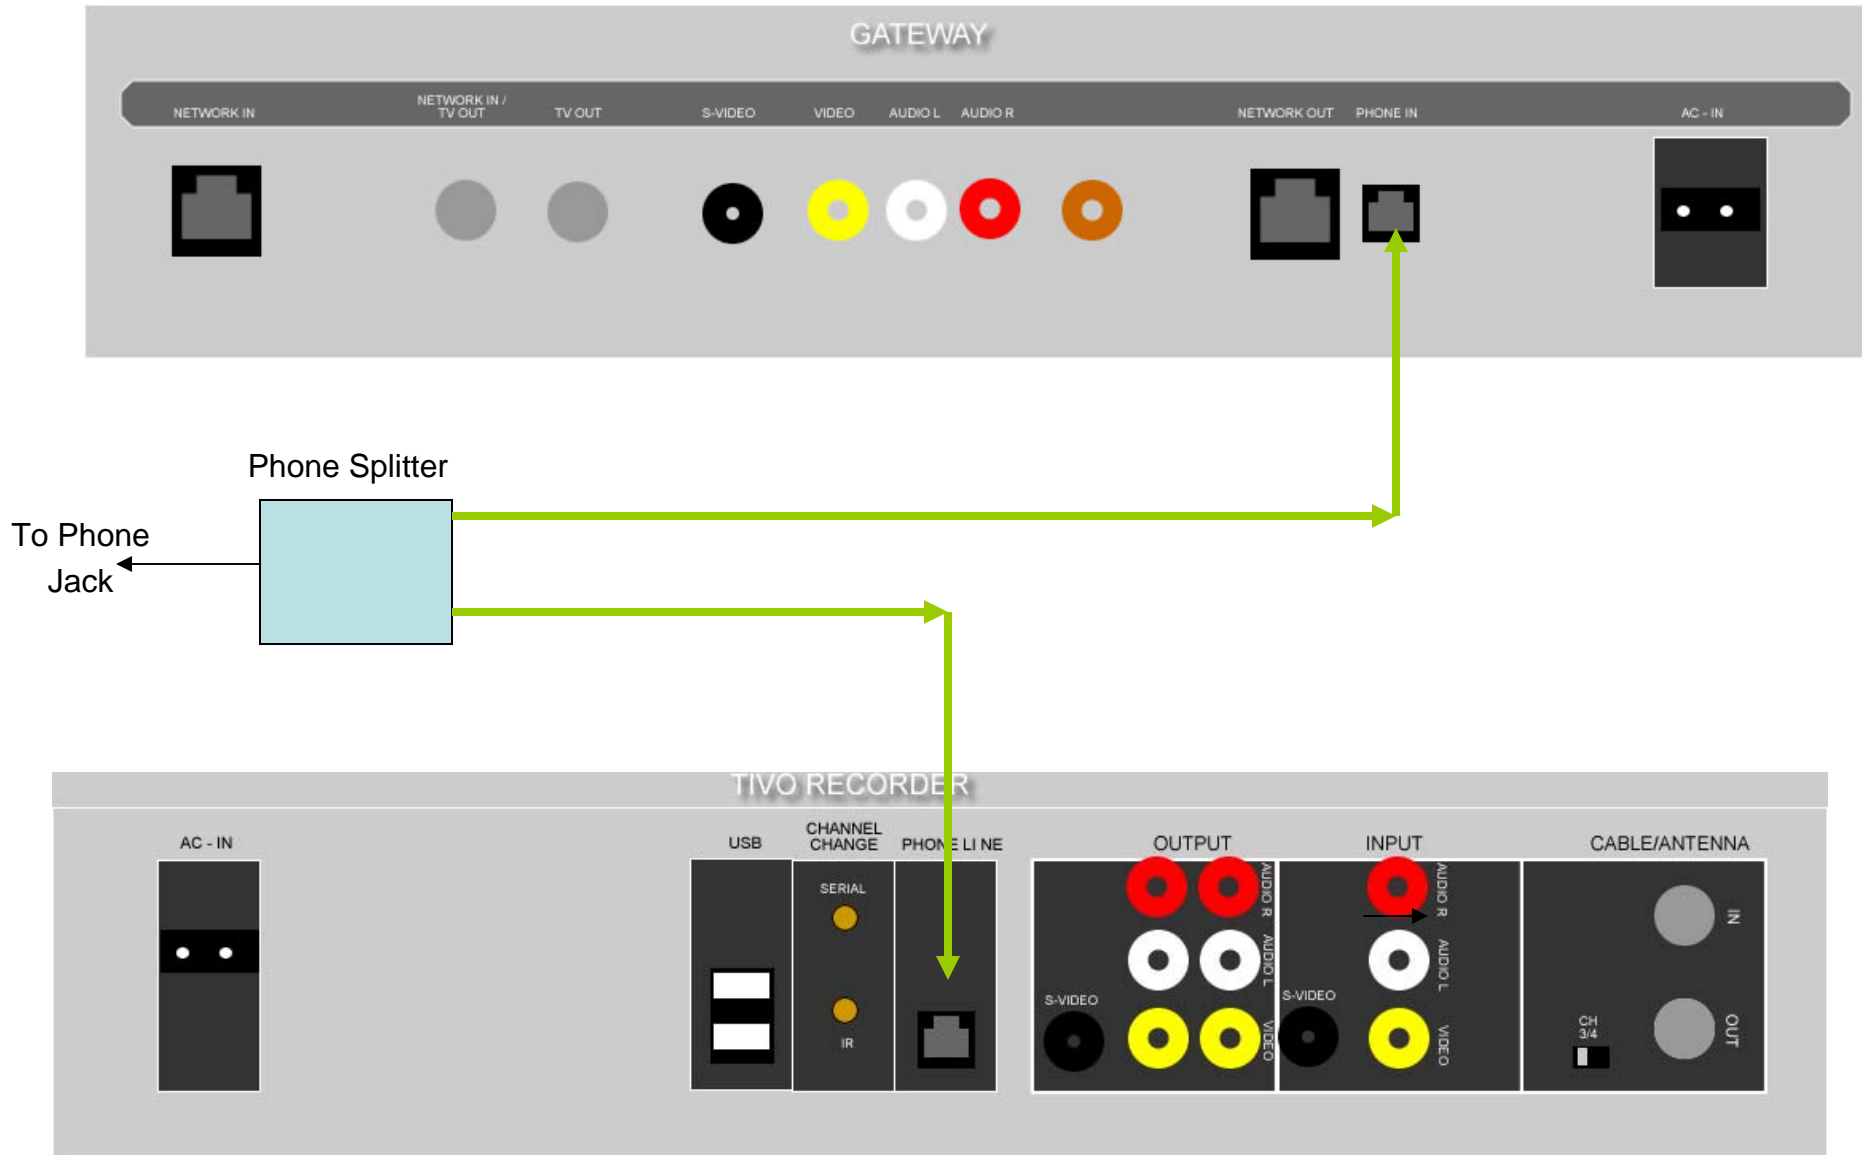 GATEWAY
NETWORK IN
NETWORK IN /
TV OUT
TV OUT
S-VIDEO
VIDEO
AUDIO L
AUDIO R
NETWORK OUT
PHONE IN
AC - IN
Phone Splitter
To Phone
Jack
TIVO RECORDER
AC - IN
USB
CHANNEL
CHANGE
SERIAL
IR
PHONE LI NE
OUTPUT
AUDIO R
AUDIO L
VIDEO
S-VIDEO
INPUT
AUDIO R
AUDIO L
VIDEO
S-VIDEO
CABLE/ANTENNA
IN
OUT
CH
3/4